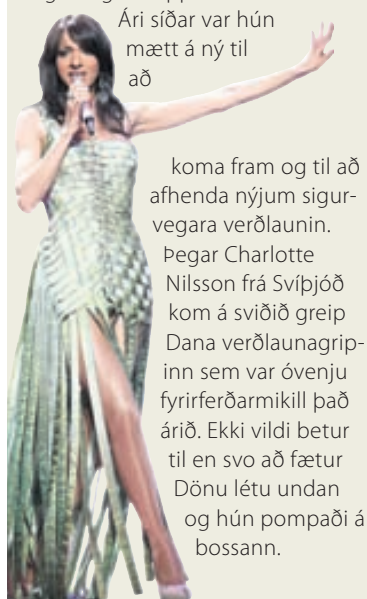 Ári síðar var hún
mætt á ný til
að
koma fram og til að
afhenda nýjum sigur-
vegara verðlaunin.
Þegar Charlotte
Nilsson frá Svíþjóð
kom á sviðið greip
Dana verðlaunagrip-
inn sem var óvenju
fyrirferðarmikill það
árið. Ekki vildi betur
til en svo að fætur
Dönu létu undan
og hún pompaði á
bossann.